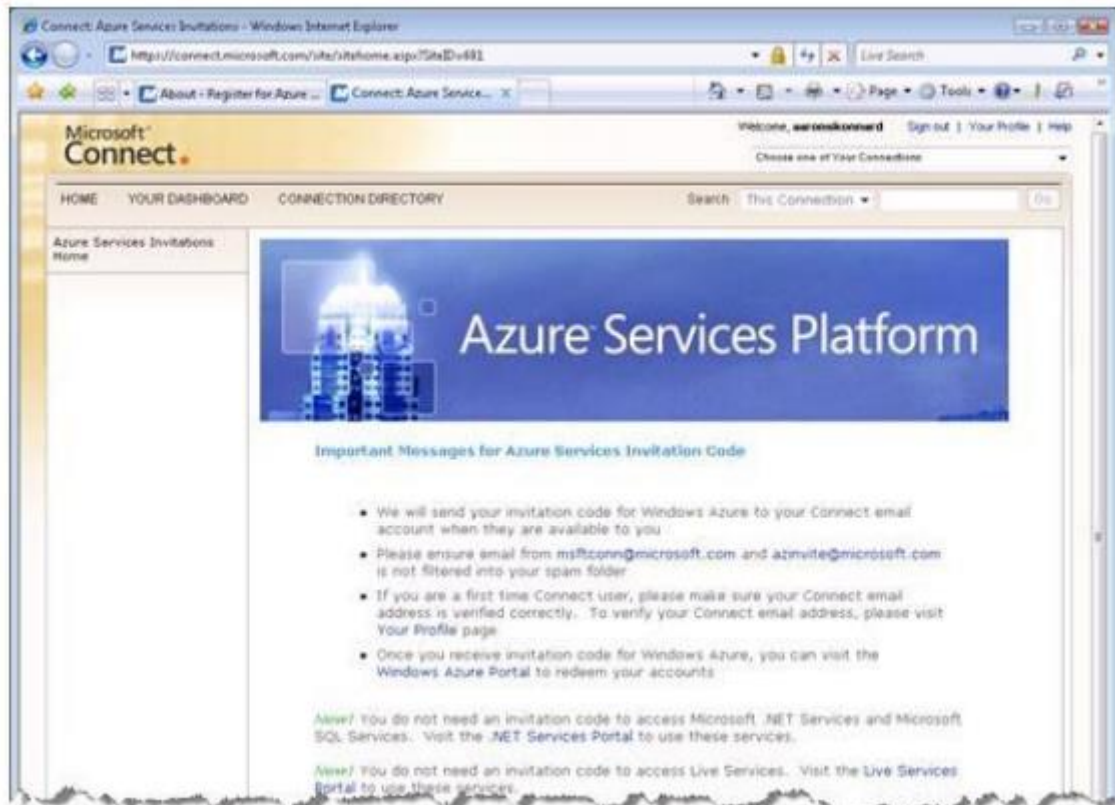 Connect: Azure Services Invitations - Windows Internet Explorer
https://connect.microsoft.com/site/sitehome.aspx?SiteID=681
Live Search
About - Register for Azure ...
Connect: Azure Service...
Page
Tools
Microsoft
Connect
Welcome, aaronskonnard Sign out | Your Profile | Help
Choose one of Your Connections
HOME YOUR DASHBOARD CONNECTION DIRECTORY Search This Connection Go
Azure Services Invitations
Home
Azure Services Platform
Important Messages for Azure Services Invitation Code
We will send your invitation code for Windows Azure to your Connect email
account when they are available to you
Please ensure email from msftconn@microsoft.com and azinvite@microsoft.com
is not filtered into your spam folder
If you are a first time Connect user, please make sure your Connect email
address is verified correctly. To verify your Connect email address, please visit
Your Profile page
Once you receive invitation code for Windows Azure, you can visit the
Windows Azure Portal to redeem your accounts
New! You do not need an invitation code to access Microsoft .NET Services and Microsoft
SQL Services. Visit the .NET Services Portal to use these services.
New! You do not need an invitation code to access Live Services. Visit the Live Services
Portal to use these services.